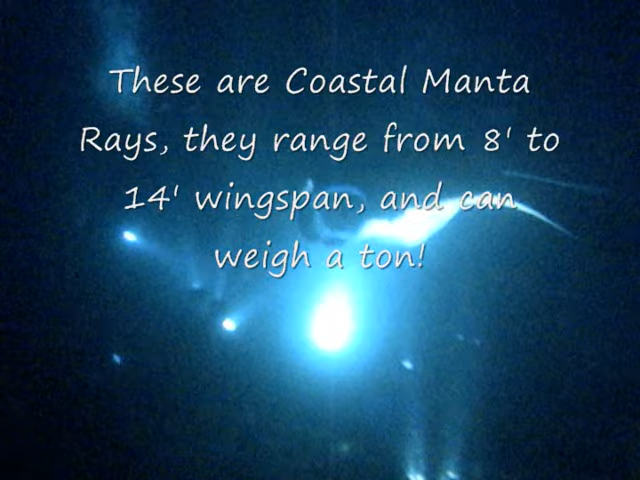 These are Coastal Manta
Rays, they range from 8' to
14' wingspan, and can
weigh a ton!